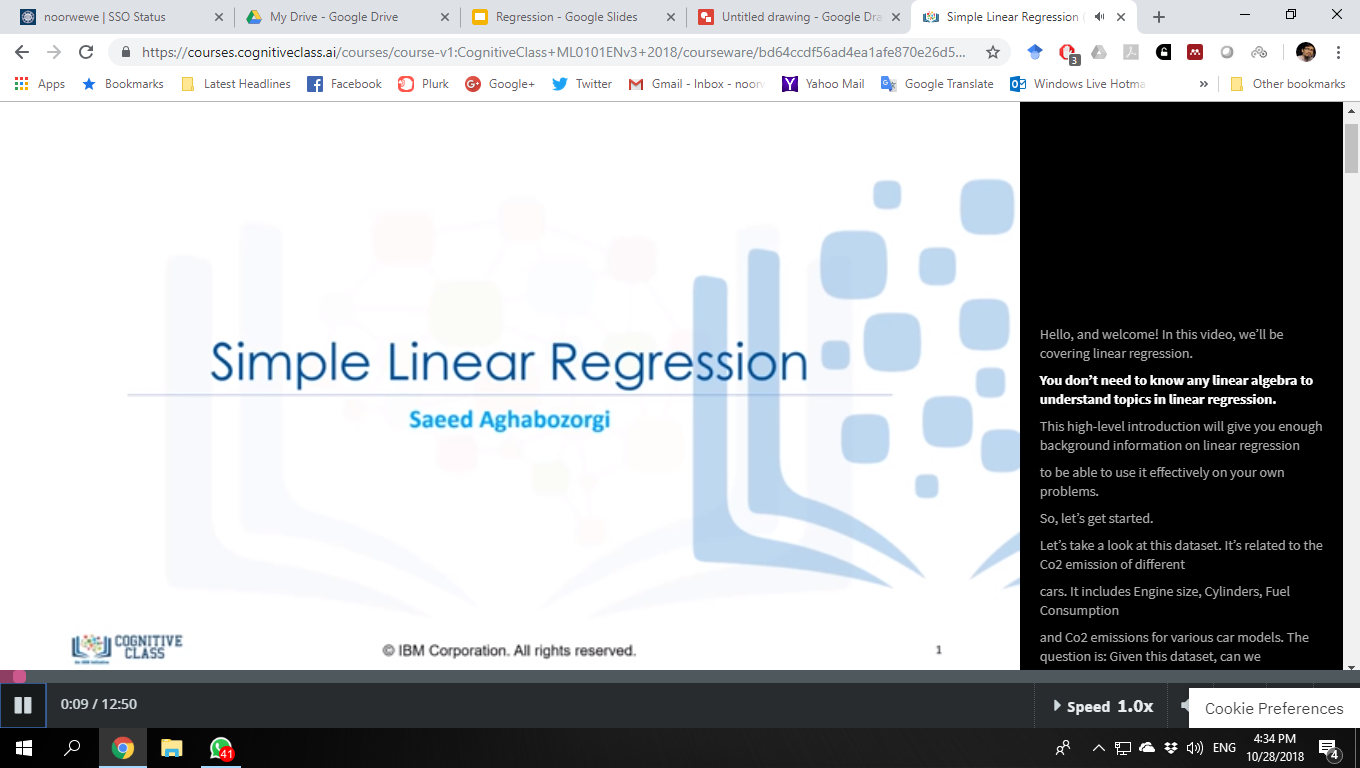 noorwewe | SSO Status
My Drive - Google Drive
Regression - Google Slides
Untitled drawing - Google Dra
Simple Linear Regression
https://courses.cognitiveclass.ai/courses/course-v1:CognitiveClass+ML0101ENv3+2018/courseware/bd64ccdf56ad4ea1afe870e26d5...
3
Apps
Bookmarks
Latest Headlines
Facebook
Plurk
Google+
Twitter
Gmail - Inbox - noorw
Yahoo Mail
Google Translate
Windows Live Hotma
»
Other bookmarks
Simple Linear Regression
Saeed Aghabozorgi
COGNITIVE
CLASS
© IBM Corporation. All rights reserved.
1
Hello, and welcome! In this video, we’ll be
covering linear regression.
You don’t need to know any linear algebra to
understand topics in linear regression.
This high-level introduction will give you enough
background information on linear regression
to be able to use it effectively on your own
problems.
So, let’s get started.
Let’s take a look at this dataset. It’s related to the
Co2 emission of different
cars. It includes Engine size, Cylinders, Fuel
Consumption
and Co2 emissions for various car models. The
question is: Given this dataset, can we
0:09 / 12:50
Speed 1.0x
Cookie Preferences
41
ENG
4:34 PM
10/28/2018
4